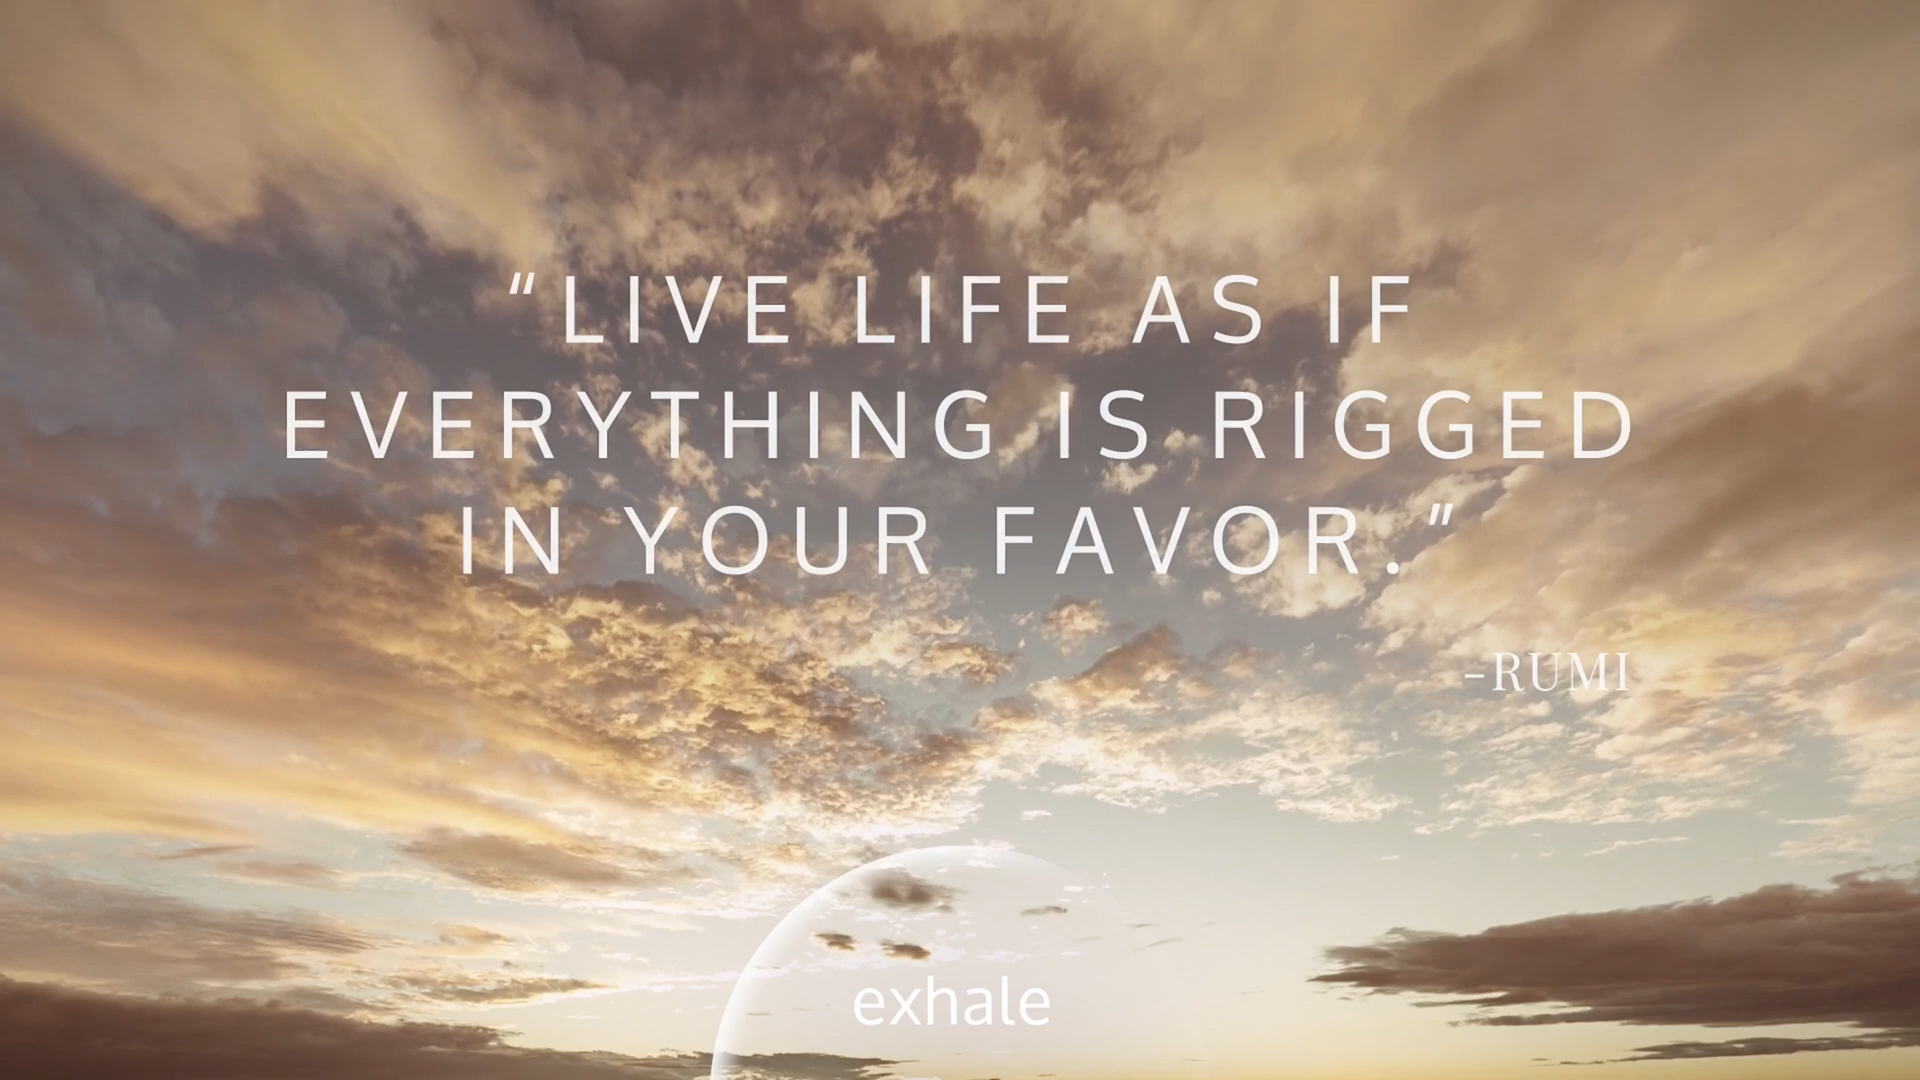 “LIVE LIFE AS IF
EVERYTHING IS RIGGED
IN YOUR FAVOR.”
–RUMI
exhale